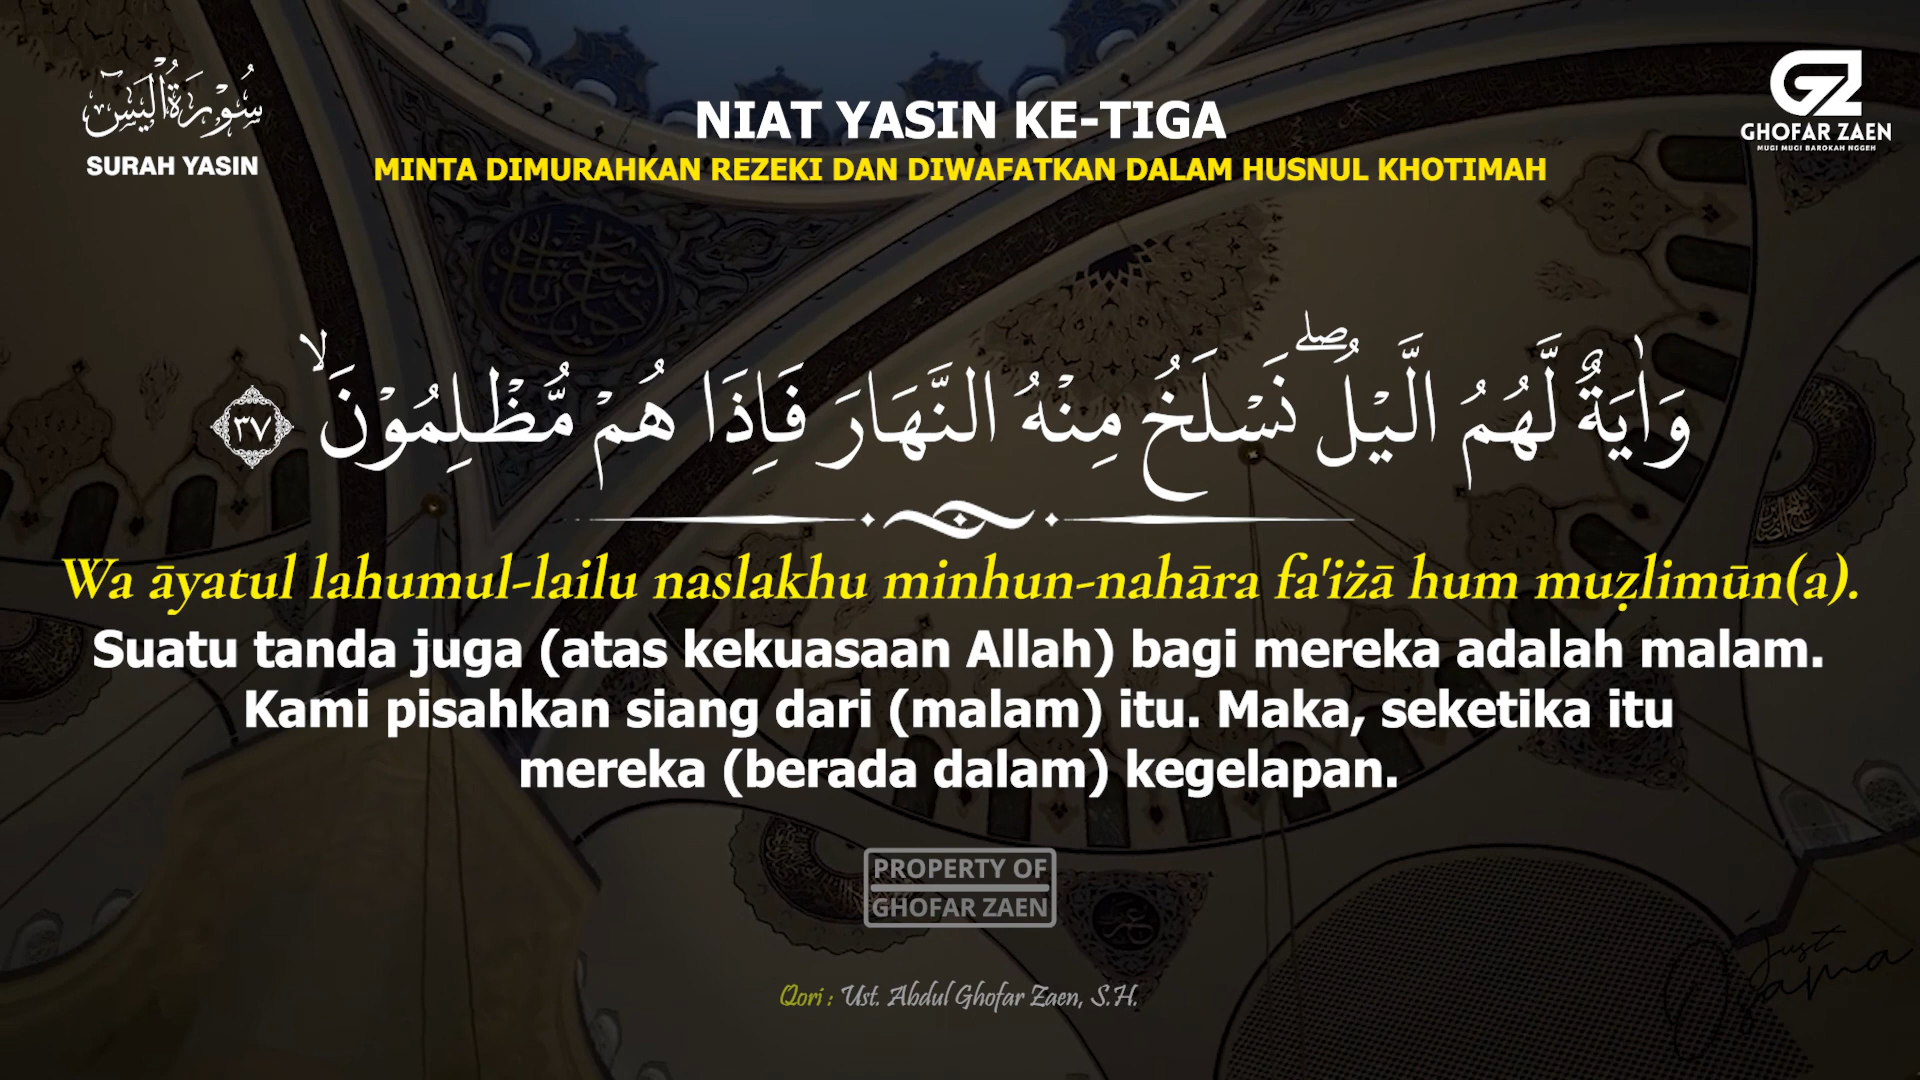 سُوْرَةُ الْيَسٓ
SURAH YASIN
NIAT YASIN KE-TIGA
MINTA DIMURAHKAN REZEKI DAN DIWAFATKAN DALAM HUSNUL KHOTIMAH
GZ
GHOFAR ZAEN
MUGI MUGI BAROKAH NGGEH
وَاٰيَةٌ لَّهُمُ الَّيْلُ ۖنَسْلَخُ مِنْهُ النَّهَارَ فَاِذَا هُمْ مُّظْلِمُوْنَۙ ٣٧
Wa āyatul lahumul-lailu naslakhu minhun-nahāra fa'iżā hum muẓlimūn(a).
Suatu tanda juga (atas kekuasaan Allah) bagi mereka adalah malam.
Kami pisahkan siang dari (malam) itu. Maka, seketika itu
mereka (berada dalam) kegelapan.
PROPERTY OF
GHOFAR ZAEN
Qori : Ust. Abdul Ghofar Zaen, S.H.